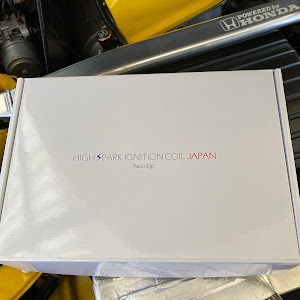 POWERED by
HONDA
HIGH SPARK IGNITION COIL JAPAN